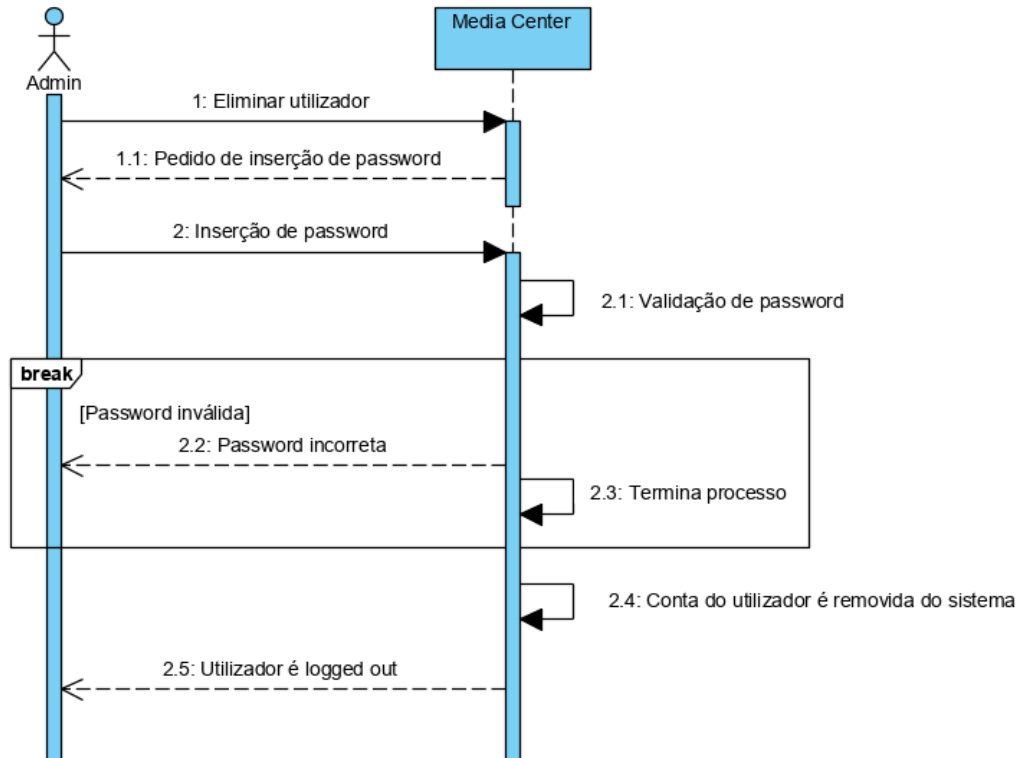 Media Center
Admin
1: Eliminar utilizador
1.1: Pedido de inserção de password
2: Inserção de password
2.1: Validação de password
break
[Password inválida]
2.2: Password incorreta
2.3: Termina processo
2.4: Conta do utilizador é removida do sistema
2.5: Utilizador é logged out